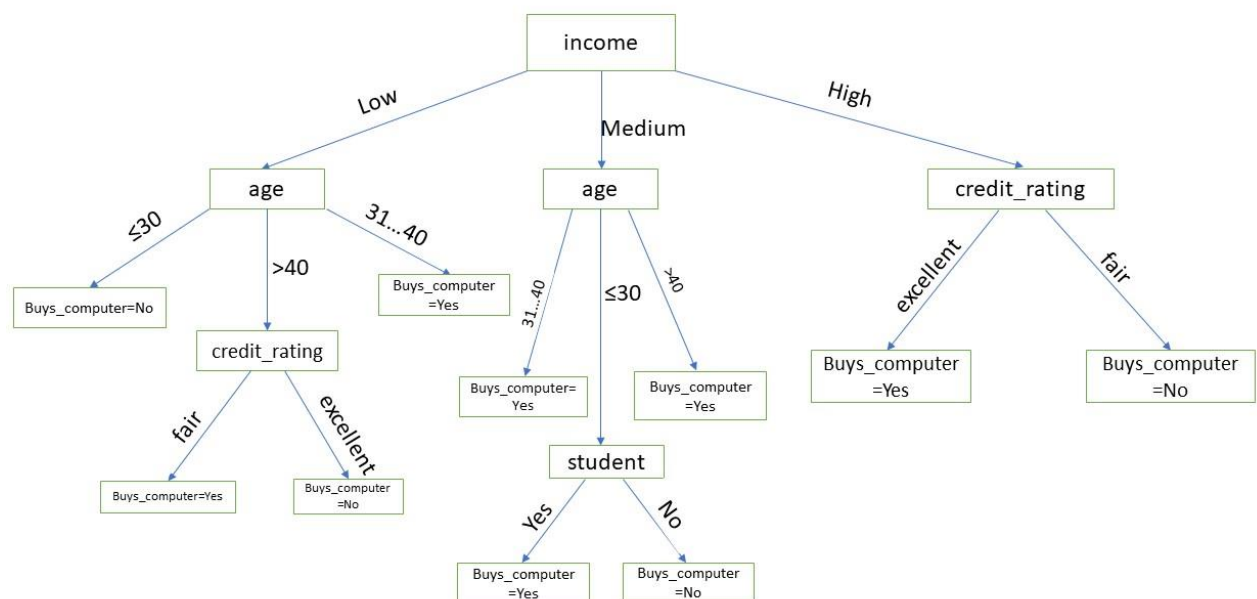 income
Low
Medium
High
age
age
credit_rating
≤30
>40
31...40
31...40
≤30
>40
excellent
fair
Buys_computer=No
Buys_computer
=Yes
credit_rating
Buys_computer=
Yes
Buys_computer
=Yes
Buys_computer
=Yes
Buys_computer
=No
fair
excellent
student
Buys_computer=Yes
Buys_computer
=No
Yes
No
Buys_computer
=Yes
Buys_computer
=No